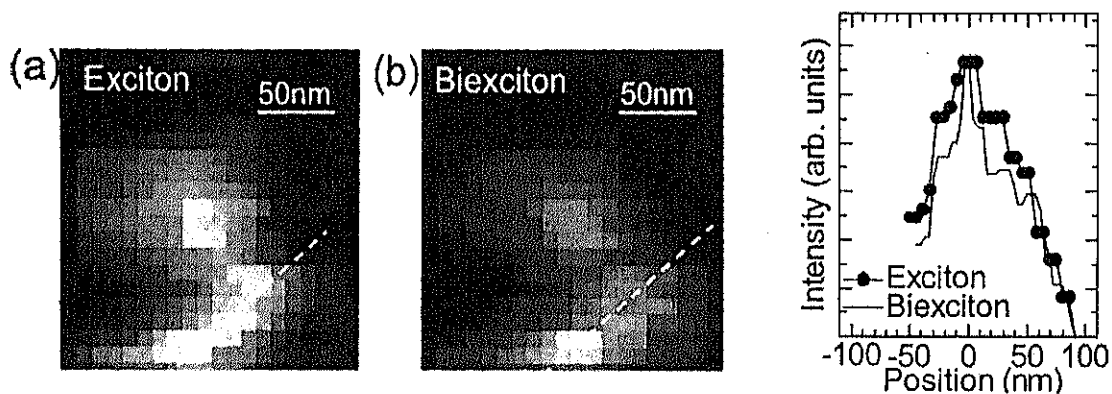 (a)
Exciton
50nm
(b)
Biexciton
50nm
Intensity (arb. units)
Exciton
Biexciton
-100 -50 0 50 100
Position (nm)